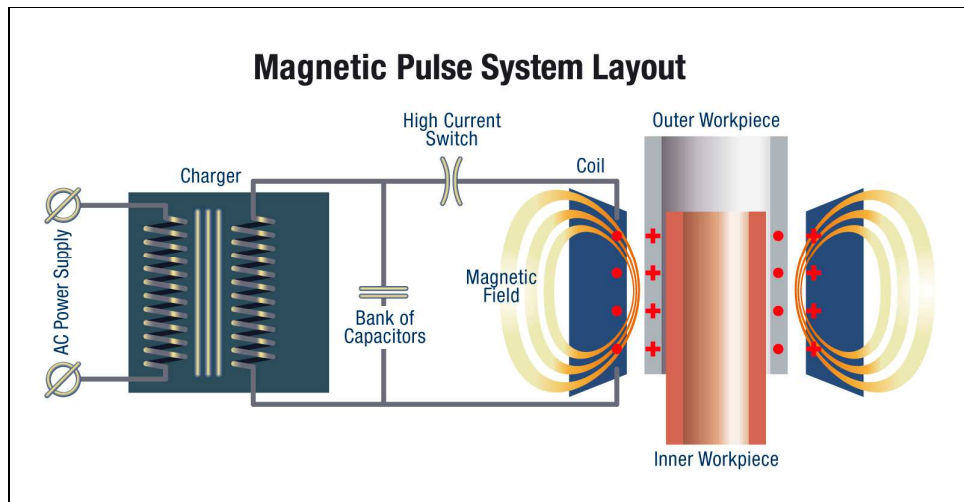 Magnetic Pulse System Layout
High Current
Switch
Outer Workpiece
Coil
Charger
AC Power Supply
Magnetic
Field
Bank of
Capacitors
Inner Workpiece